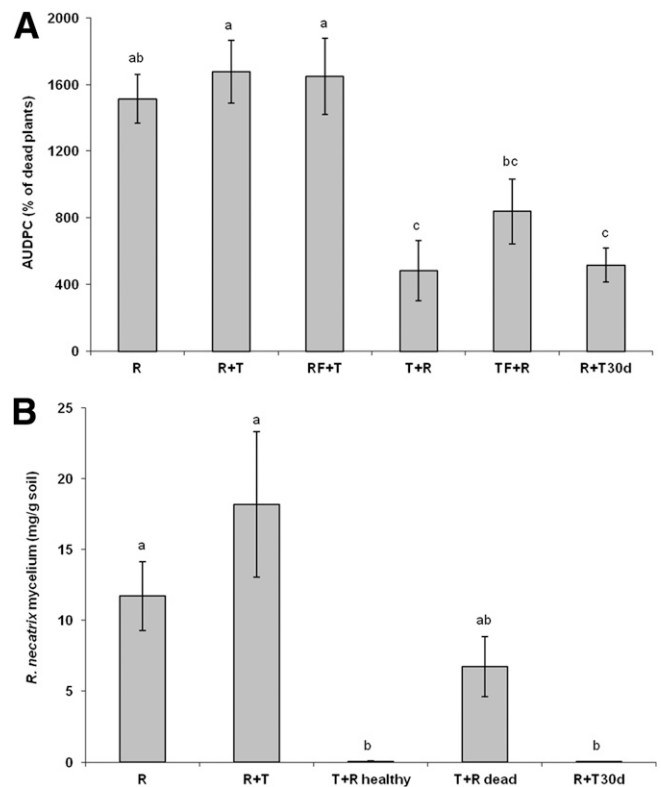 A
2000
1600
1200
800
400
0
AUDPC (% of dead plants)
ab
a
a
c
bc
c
R
R+T
RF+T
T+R
TF+R
R+T30d
B
25
20
15
10
5
0
R. necatrix mycelium (mg/g soil)
a
a
b
ab
b
R
R+T
T+R healthy
T+R dead
R+T30d